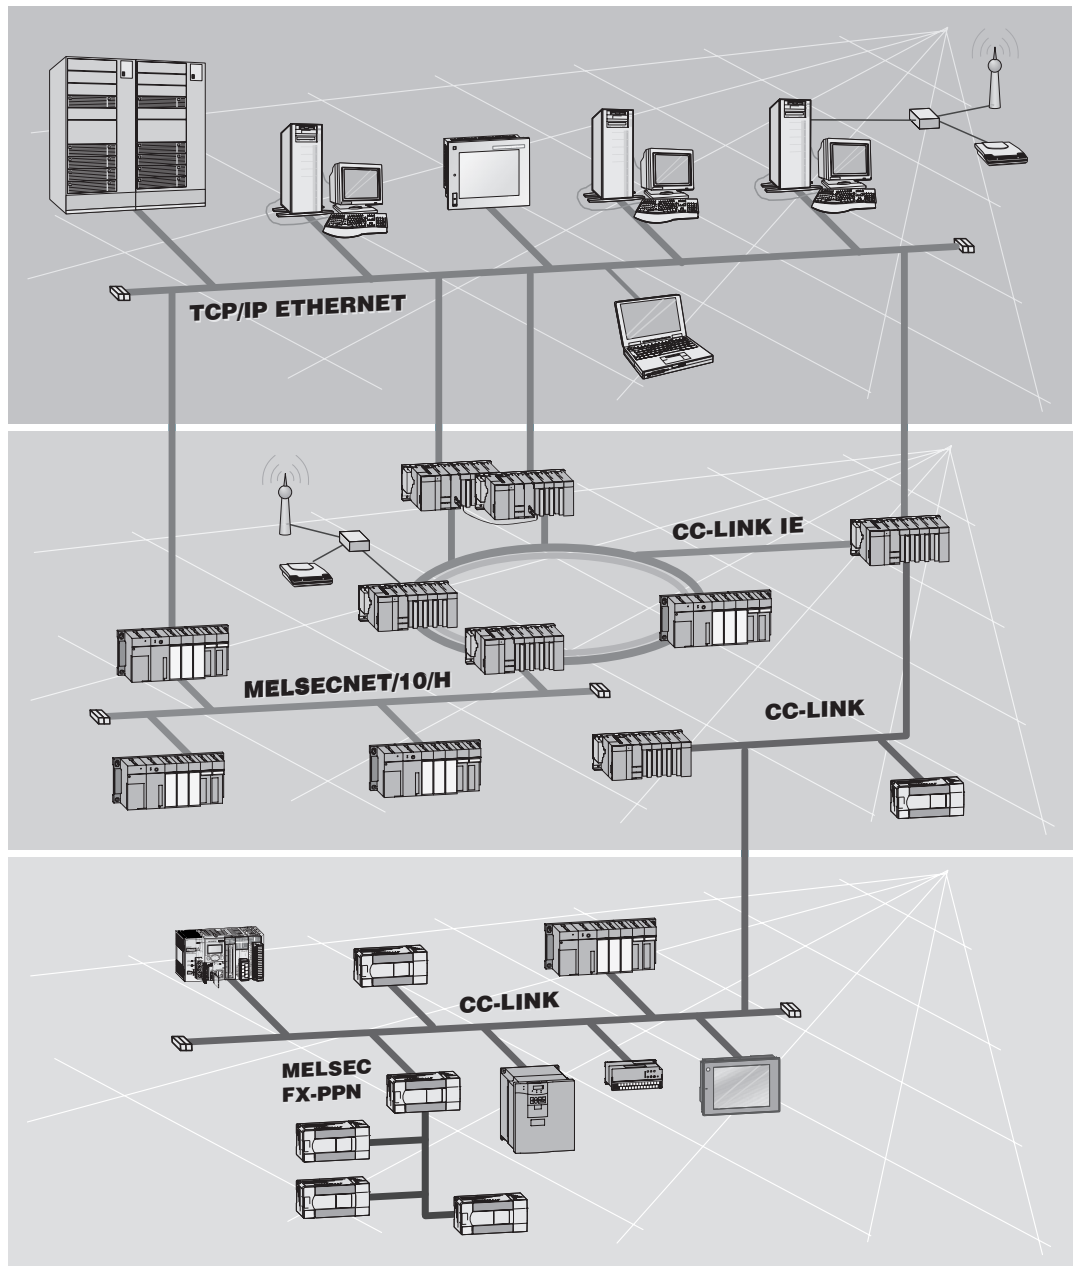 TCP/IP ETHERNET
CC-LINK IE
MELSECNET/10/H
CC-LINK
CC-LINK
MELSEC
FX-PPN